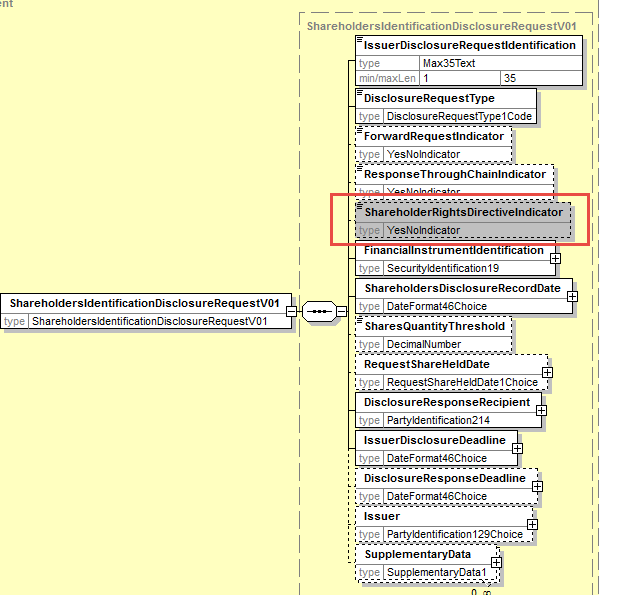 ent
ShareholdersIdentificationDisclosureRequestV01
IssuerDisclosureRequestIdentification
type Max35Text
min/maxLen 1 35
DisclosureRequestType
type DisclosureRequestType1Code
ForwardRequestIndicator
type YesNoIndicator
ResponseThroughChainIndicator
type YesNoIndicator
ShareholderRightsDirectiveIndicator
type YesNoIndicator
FinancialInstrumentIdentification
type SecurityIdentification19
ShareholdersDisclosureRecordDate
type DateFormat46Choice
ShareholdersIdentificationDisclosureRequestV01
type ShareholdersIdentificationDisclosureRequestV01
SharesQuantityThreshold
type DecimalNumber
RequestShareHeldDate
type RequestShareHeldDate1Choice
DisclosureResponseRecipient
type PartyIdentification214
IssuerDisclosureDeadline
type DateFormat46Choice
DisclosureResponseDeadline
type DateFormat46Choice
Issuer
type PartyIdentification129Choice
SupplementaryData
type SupplementaryData1
0..∞